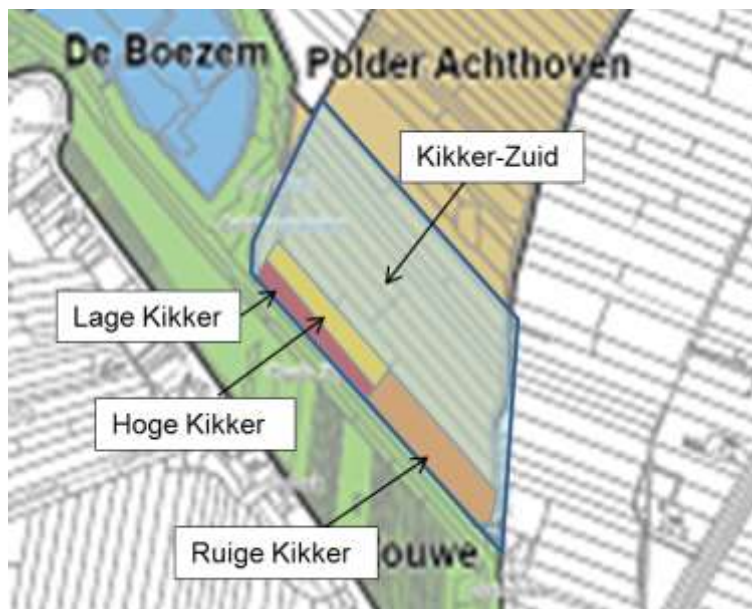 De Boezem
Polder Achthoven
Kikker-Zuid
Lage Kikker
Hoge Kikker
Ruige Kikker
ouwe